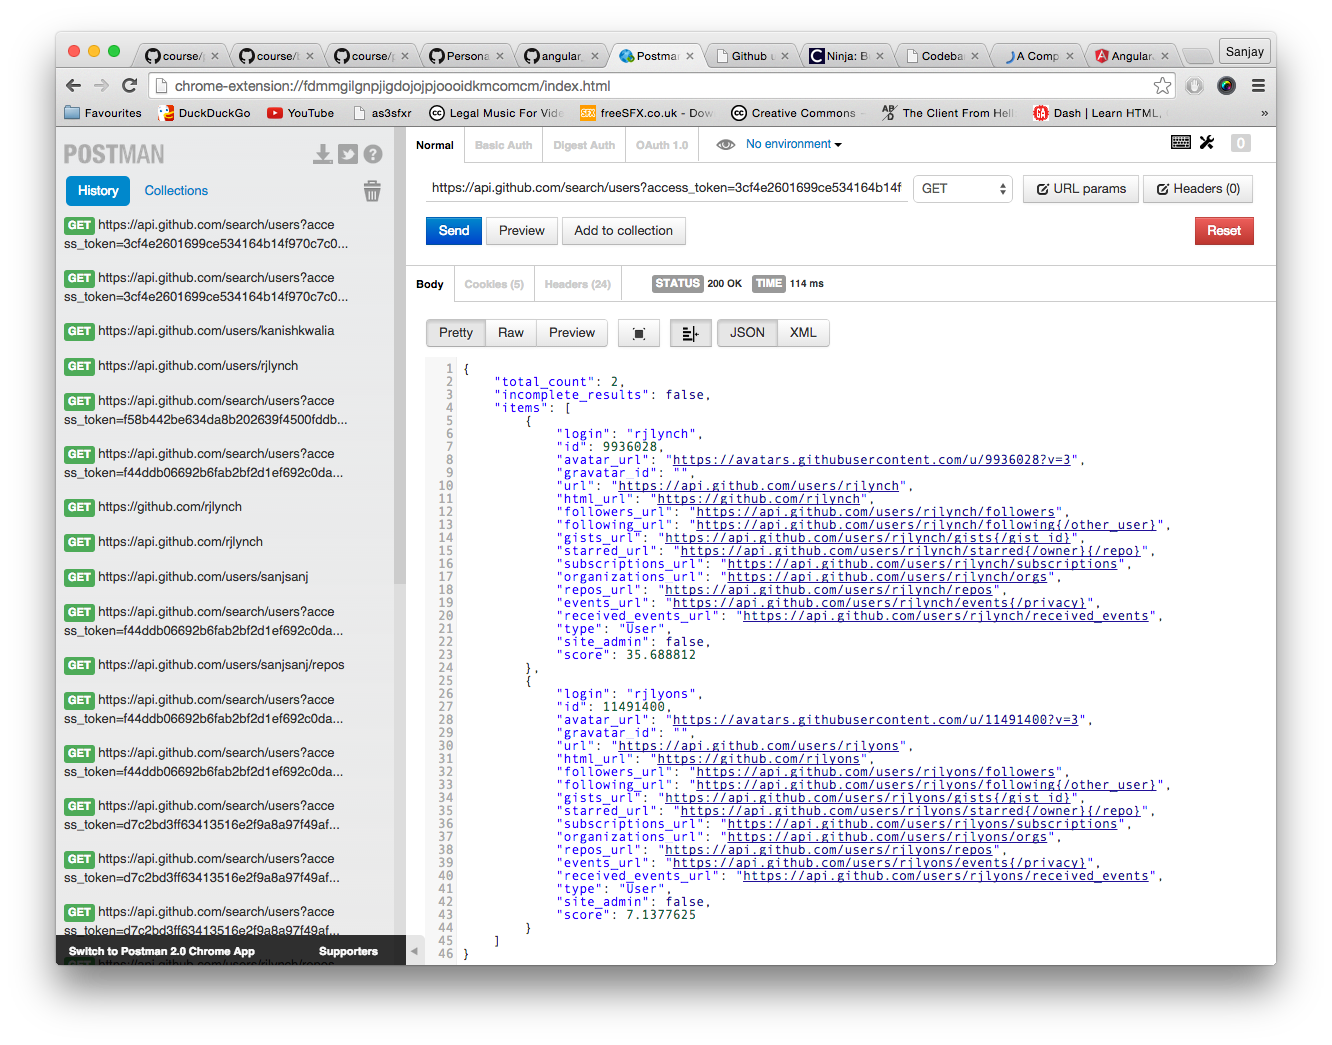 course/ course/ course/ Persona angular_ Postman Github u Ninja: B Codeba A Comp Angular Sanjay
chrome-extension://fdmmgilgnpjigdojojpjoooidkmcomcm/index.html
Favourites DuckDuckGo YouTube as3sfxr Legal Music For Vide freeSFX.co.uk - Dow Creative Commons The Client From Hell Dash | Learn HTML, »
POSTMAN
History Collections
GET https://api.github.com/search/users?acce
ss_token=3cf4e2601699ce534164b14f970c7c0...
GET https://api.github.com/search/users?acce
ss_token=3cf4e2601699ce534164b14f970c7c0...
GET https://api.github.com/users/kanishkwalia
GET https://api.github.com/users/rjlynch
GET https://api.github.com/search/users?acce
ss_token=f58b442be634da8b202639f4500fddb...
GET https://api.github.com/search/users?acce
ss_token=f44ddb06692b6fab2bf2d1ef692c0da...
GET https://github.com/rjlynch
GET https://api.github.com/rjlynch
GET https://api.github.com/users/sanjsanj
GET https://api.github.com/search/users?acce
ss_token=f44ddb06692b6fab2bf2d1ef692c0da...
GET https://api.github.com/users/sanjsanj/repos
GET https://api.github.com/search/users?acce
ss_token=f44ddb06692b6fab2bf2d1ef692c0da...
GET https://api.github.com/search/users?acce
ss_token=f44ddb06692b6fab2bf2d1ef692c0da...
GET https://api.github.com/search/users?acce
ss_token=d7c2bd3ff63413516e2f9a8a97f49af...
GET https://api.github.com/search/users?acce
ss_token=d7c2bd3ff63413516e2f9a8a97f49af...
GET https://api.github.com/search/users?acce
ss_token=d7c2bd3ff63413516e2f9a8a97f49af...
Switch to Postman 2.0 Chrome App Supporters
Normal Basic Auth Digest Auth OAuth 1.0 No environment 0
https://api.github.com/search/users?access_token=3cf4e2601699ce534164b14f GET URL params Headers (0)
Send Preview Add to collection Reset
Body Cookies (5) Headers (24) STATUS 200 OK TIME 114 ms
Pretty Raw Preview JSON XML
1 {
2 "total_count": 2,
3 "incomplete_results": false,
4 "items": [
5 {
6 "login": "rjlynch",
7 "id": 9936028,
8 "avatar_url": "https://avatars.githubusercontent.com/u/9936028?v=3",
9 "gravatar_id": "",
10 "url": "https://api.github.com/users/rjlynch",
11 "html_url": "https://github.com/rjlynch",
12 "followers_url": "https://api.github.com/users/rjlynch/followers",
13 "following_url": "https://api.github.com/users/rjlynch/following{/other_user}",
14 "gists_url": "https://api.github.com/users/rjlynch/gists{/gist_id}",
15 "starred_url": "https://api.github.com/users/rjlynch/starred{/owner}{/repo}",
16 "subscriptions_url": "https://api.github.com/users/rjlynch/subscriptions",
17 "organizations_url": "https://api.github.com/users/rjlynch/orgs",
18 "repos_url": "https://api.github.com/users/rjlynch/repos",
19 "events_url": "https://api.github.com/users/rjlynch/events{/privacy}",
20 "received_events_url": "https://api.github.com/users/rjlynch/received_events",
21 "type": "User",
22 "site_admin": false,
23 "score": 35.688812
24 },
25 {
26 "login": "rjlyons",
27 "id": 11491400,
28 "avatar_url": "https://avatars.githubusercontent.com/u/11491400?v=3",
29 "gravatar_id": "",
30 "url": "https://api.github.com/users/rjlyons",
31 "html_url": "https://github.com/rjlyons",
32 "followers_url": "https://api.github.com/users/rjlyons/followers",
33 "following_url": "https://api.github.com/users/rjlyons/following{/other_user}",
34 "gists_url": "https://api.github.com/users/rjlyons/gists{/gist_id}",
35 "starred_url": "https://api.github.com/users/rjlyons/starred{/owner}{/repo}",
36 "subscriptions_url": "https://api.github.com/users/rjlyons/subscriptions",
37 "organizations_url": "https://api.github.com/users/rjlyons/orgs",
38 "repos_url": "https://api.github.com/users/rjlyons/repos",
39 "events_url": "https://api.github.com/users/rjlyons/events{/privacy}",
40 "received_events_url": "https://api.github.com/users/rjlyons/received_events",
41 "type": "User",
42 "site_admin": false,
43 "score": 7.1377625
44 }
45 ]
46 }